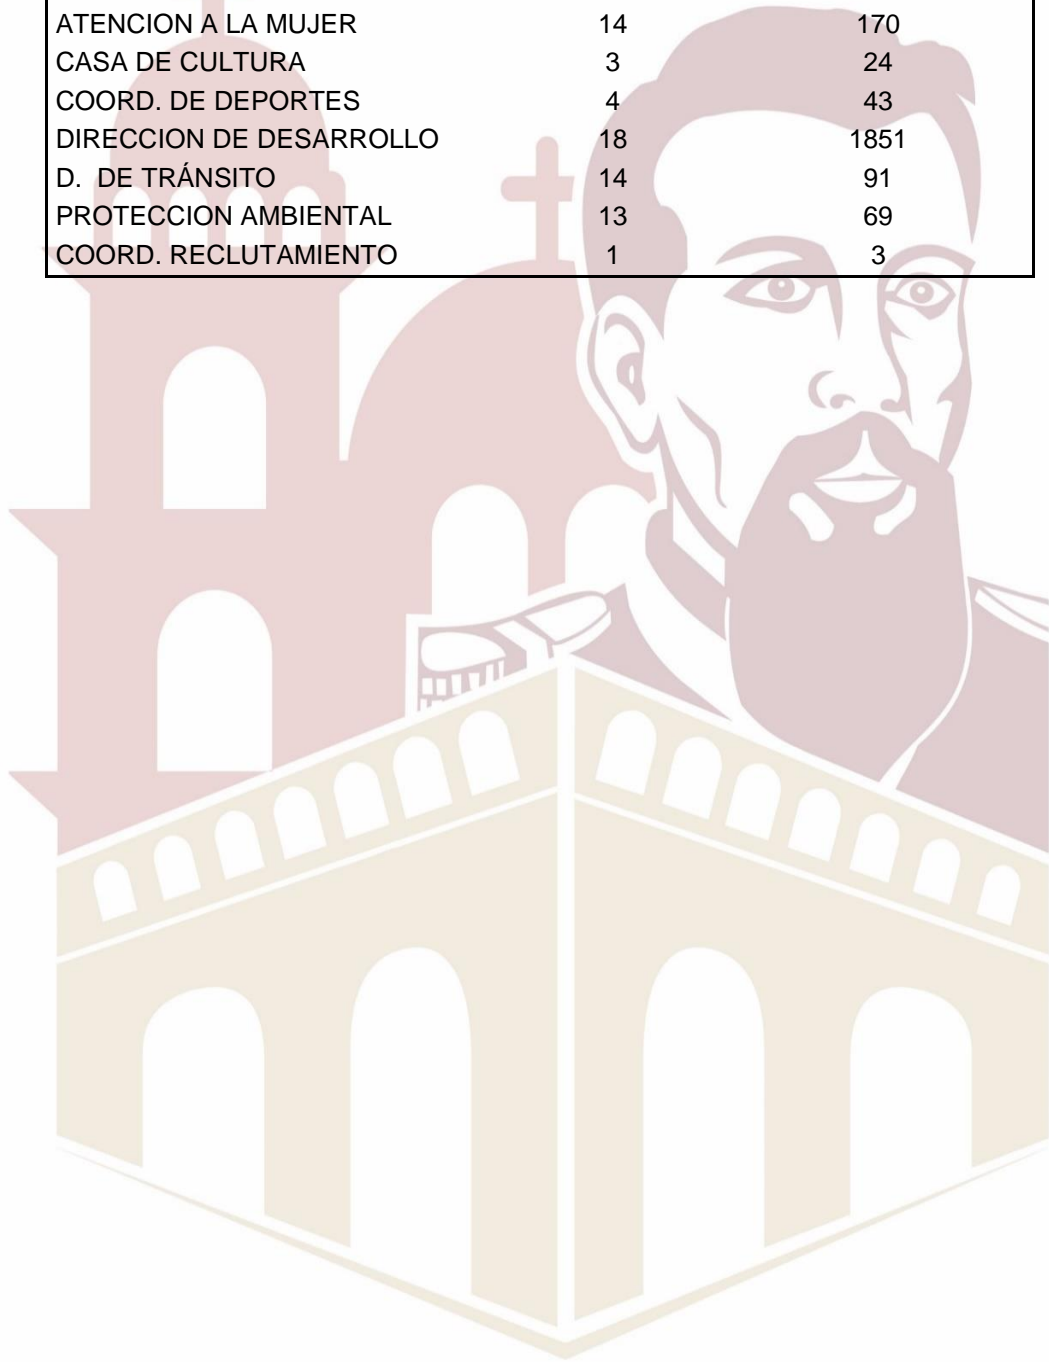 ATENCION A LA MUJER 14 170
CASA DE CULTURA 3 24
COORD. DE DEPORTES 4 43
DIRECCION DE DESARROLLO 18 1851
D. DE TRÁNSITO 14 91
PROTECCION AMBIENTAL 13 69
COORD. RECLUTAMIENTO 1 3